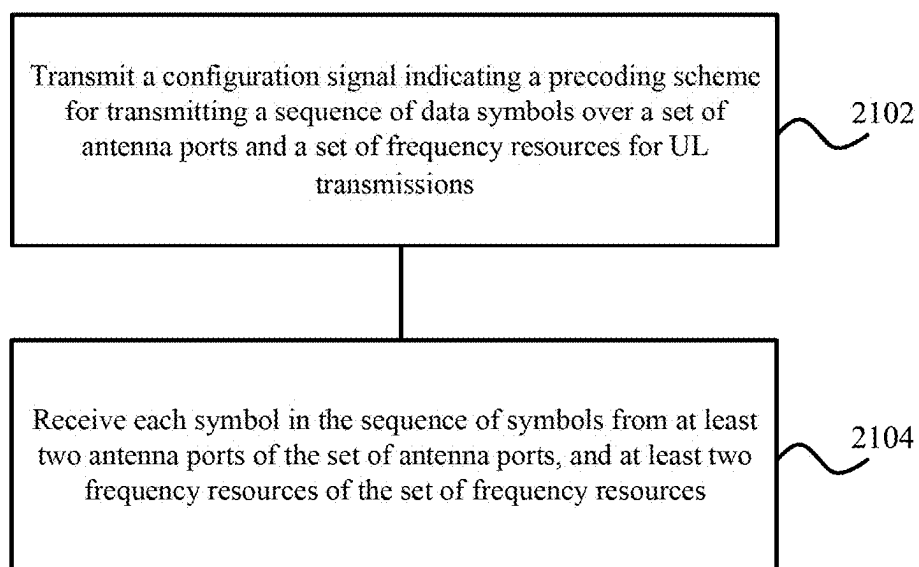 Transmit a configuration signal indicating a precoding scheme
for transmitting a sequence of data symbols over a set of
antenna ports and a set of frequency resources for UL
transmissions
2102
Receive each symbol in the sequence of symbols from at least
two antenna ports of the set of antenna ports, and at least two
frequency resources of the set of frequency resources
2104